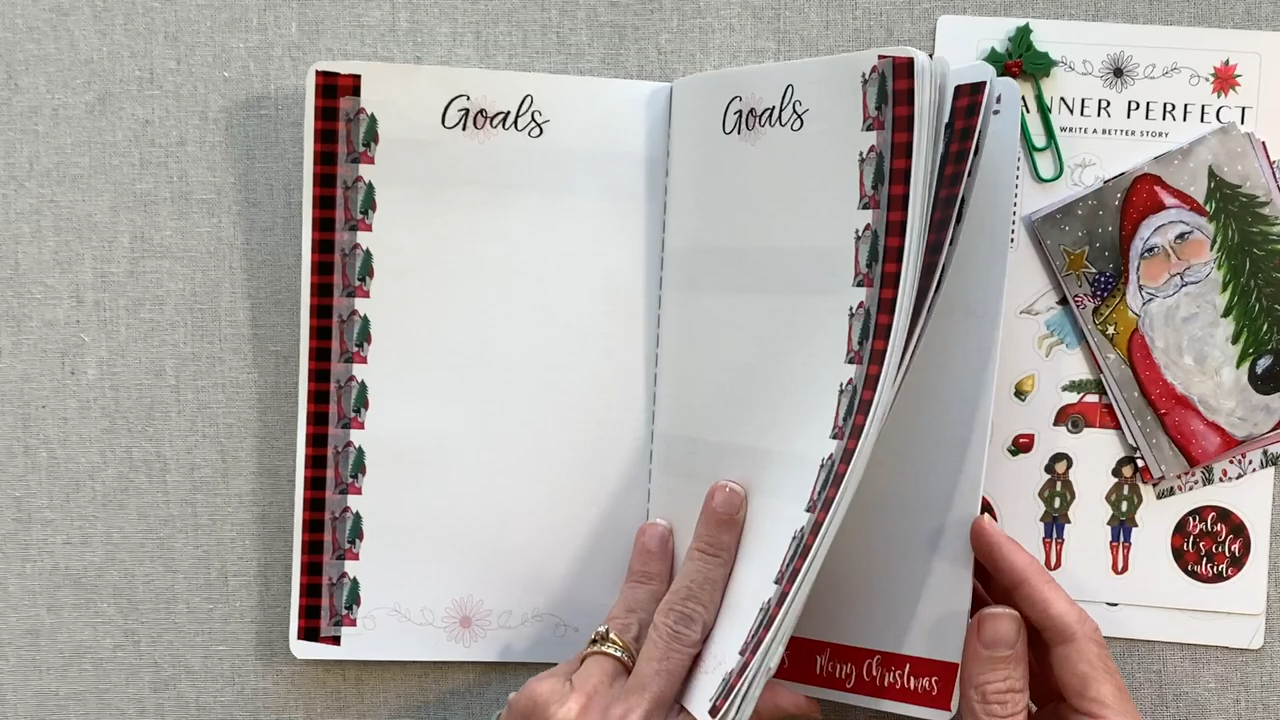 Goals
Goals
ANNER PERFECT
WRITE A BETTER STORY
Baby
it's cold
outside
Merry Christmas